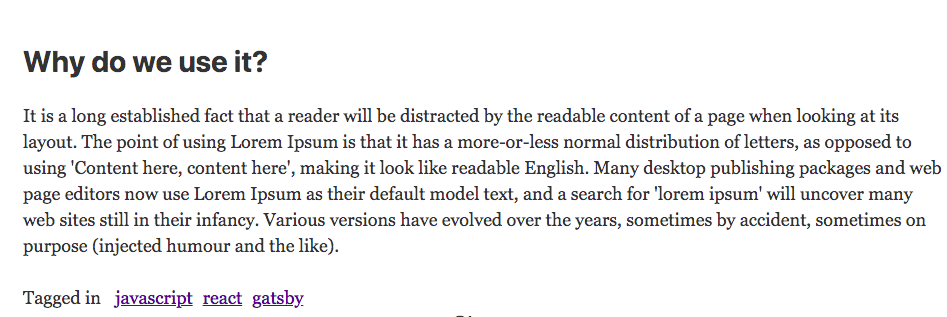 Why do we use it?
It is a long established fact that a reader will be distracted by the readable content of a page when looking at its
layout. The point of using Lorem Ipsum is that it has a more-or-less normal distribution of letters, as opposed to
using 'Content here, content here', making it look like readable English. Many desktop publishing packages and web
page editors now use Lorem Ipsum as their default model text, and a search for 'lorem ipsum' will uncover many
web sites still in their infancy. Various versions have evolved over the years, sometimes by accident, sometimes on
purpose (injected humour and the like).
Tagged in javascript react gatsby